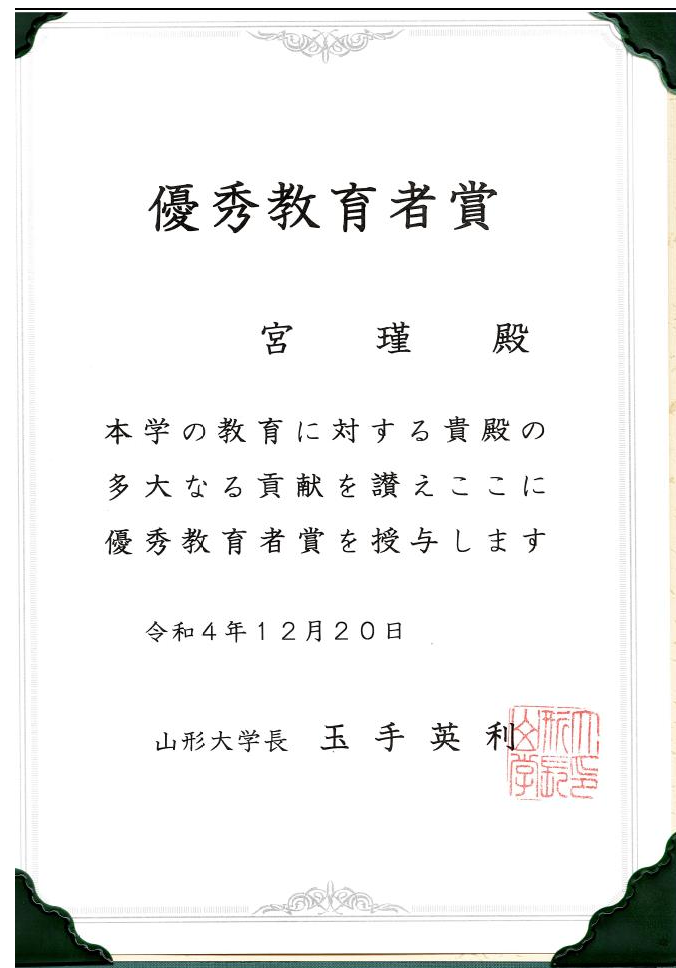 優秀教育者賞
宮 瑾 殿
本学の教育に対する貴殿の
多大なる貢献を讃えここに
優秀教育者賞を授与します
令和４年１２月２０日
山形大学長 玉手英利